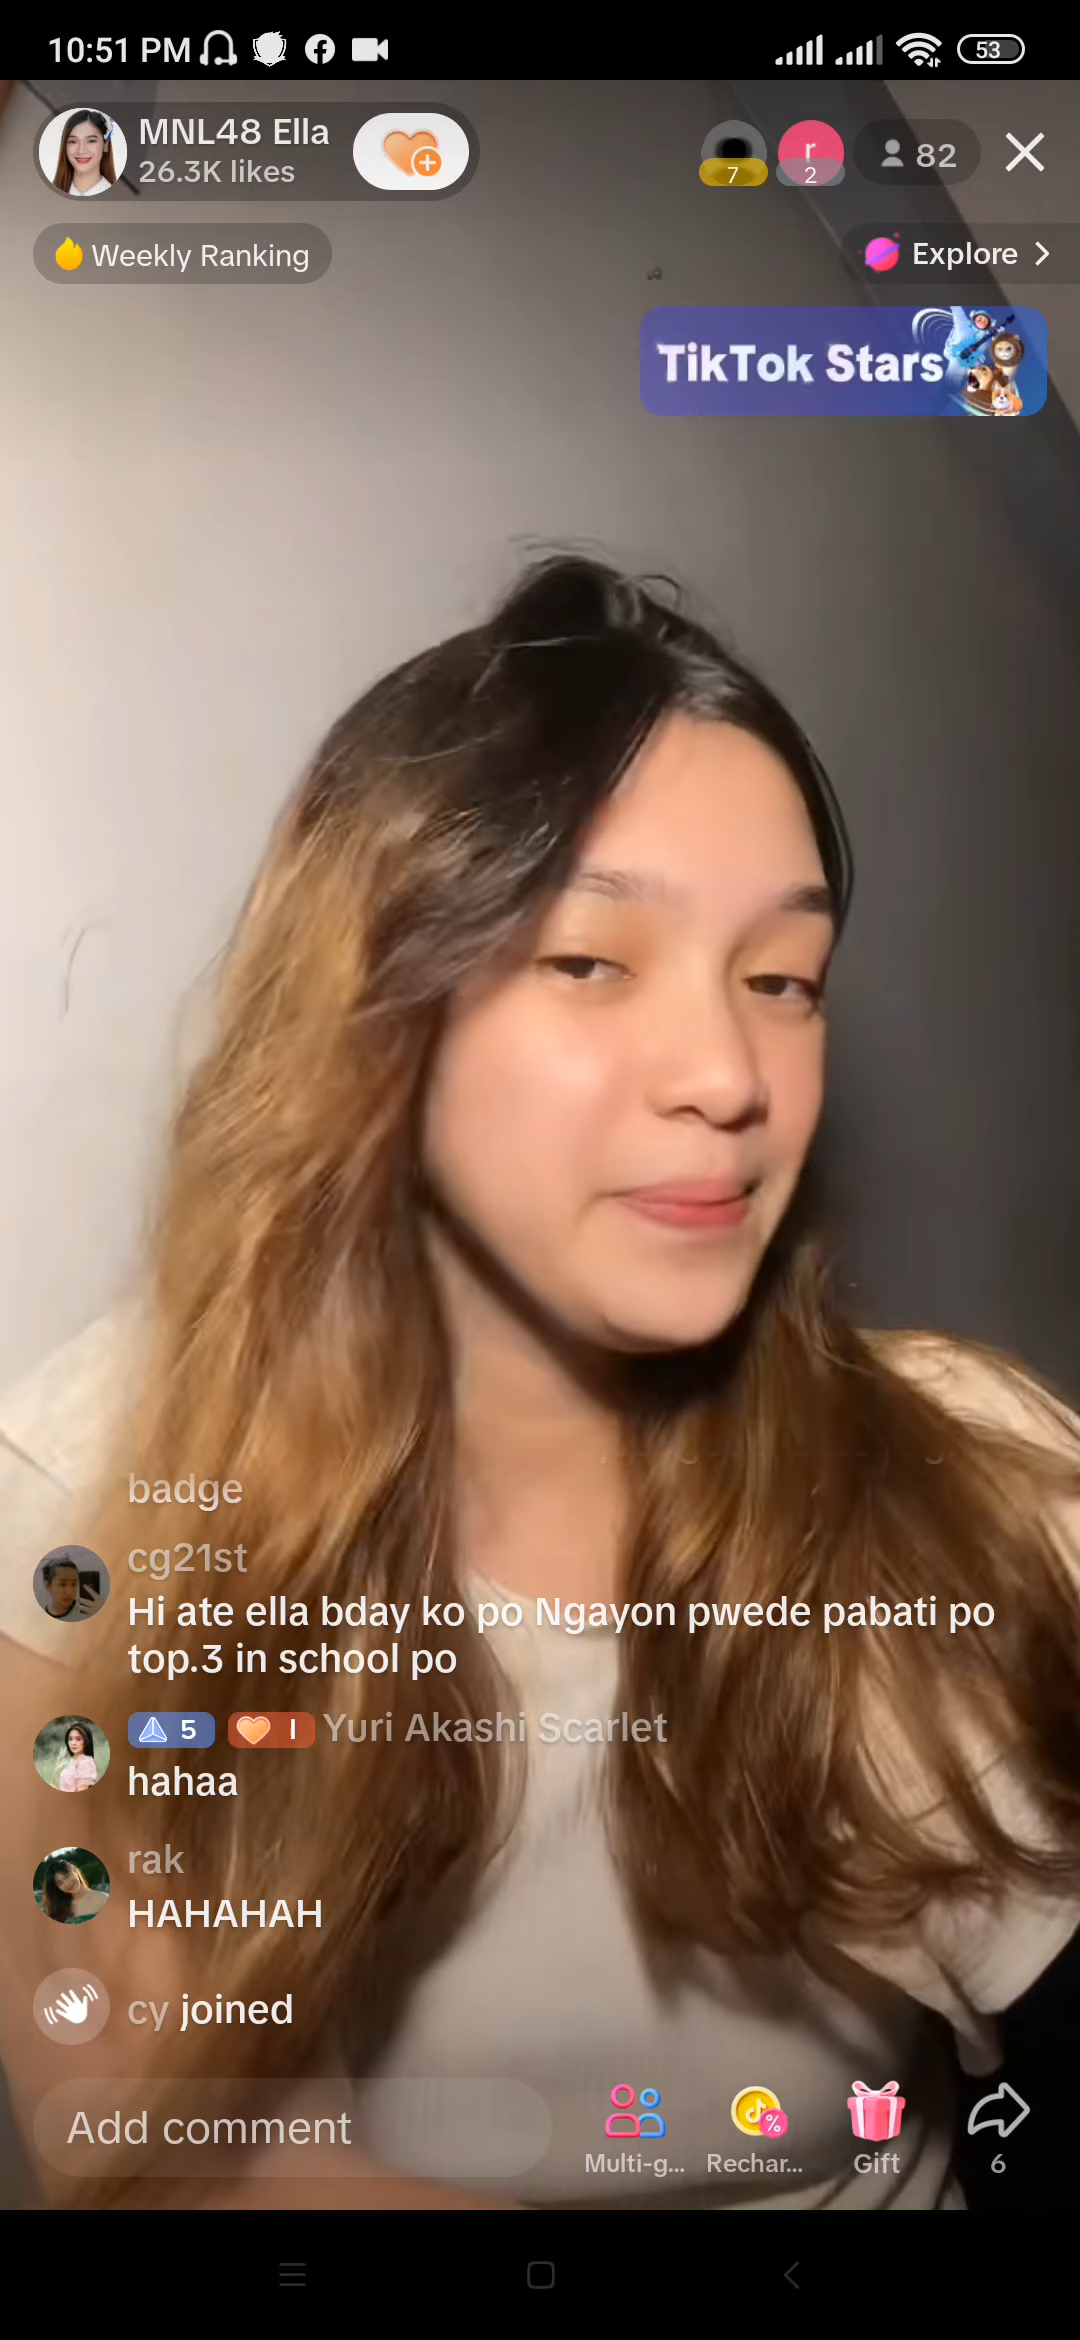 10:51 PM
53
MNL48 Ella
26.3K likes
7
r
2
82
Weekly Ranking
Explore
TikTok Stars
badge
cg21st
Hi ate ella bday ko po Ngayon pwede pabati po
top.3 in school po
5 I Yuri Akashi Scarlet
hahaa
rak
HAHAHAH
cy joined
Add comment
Multi-g...
Rechar...
Gift
6